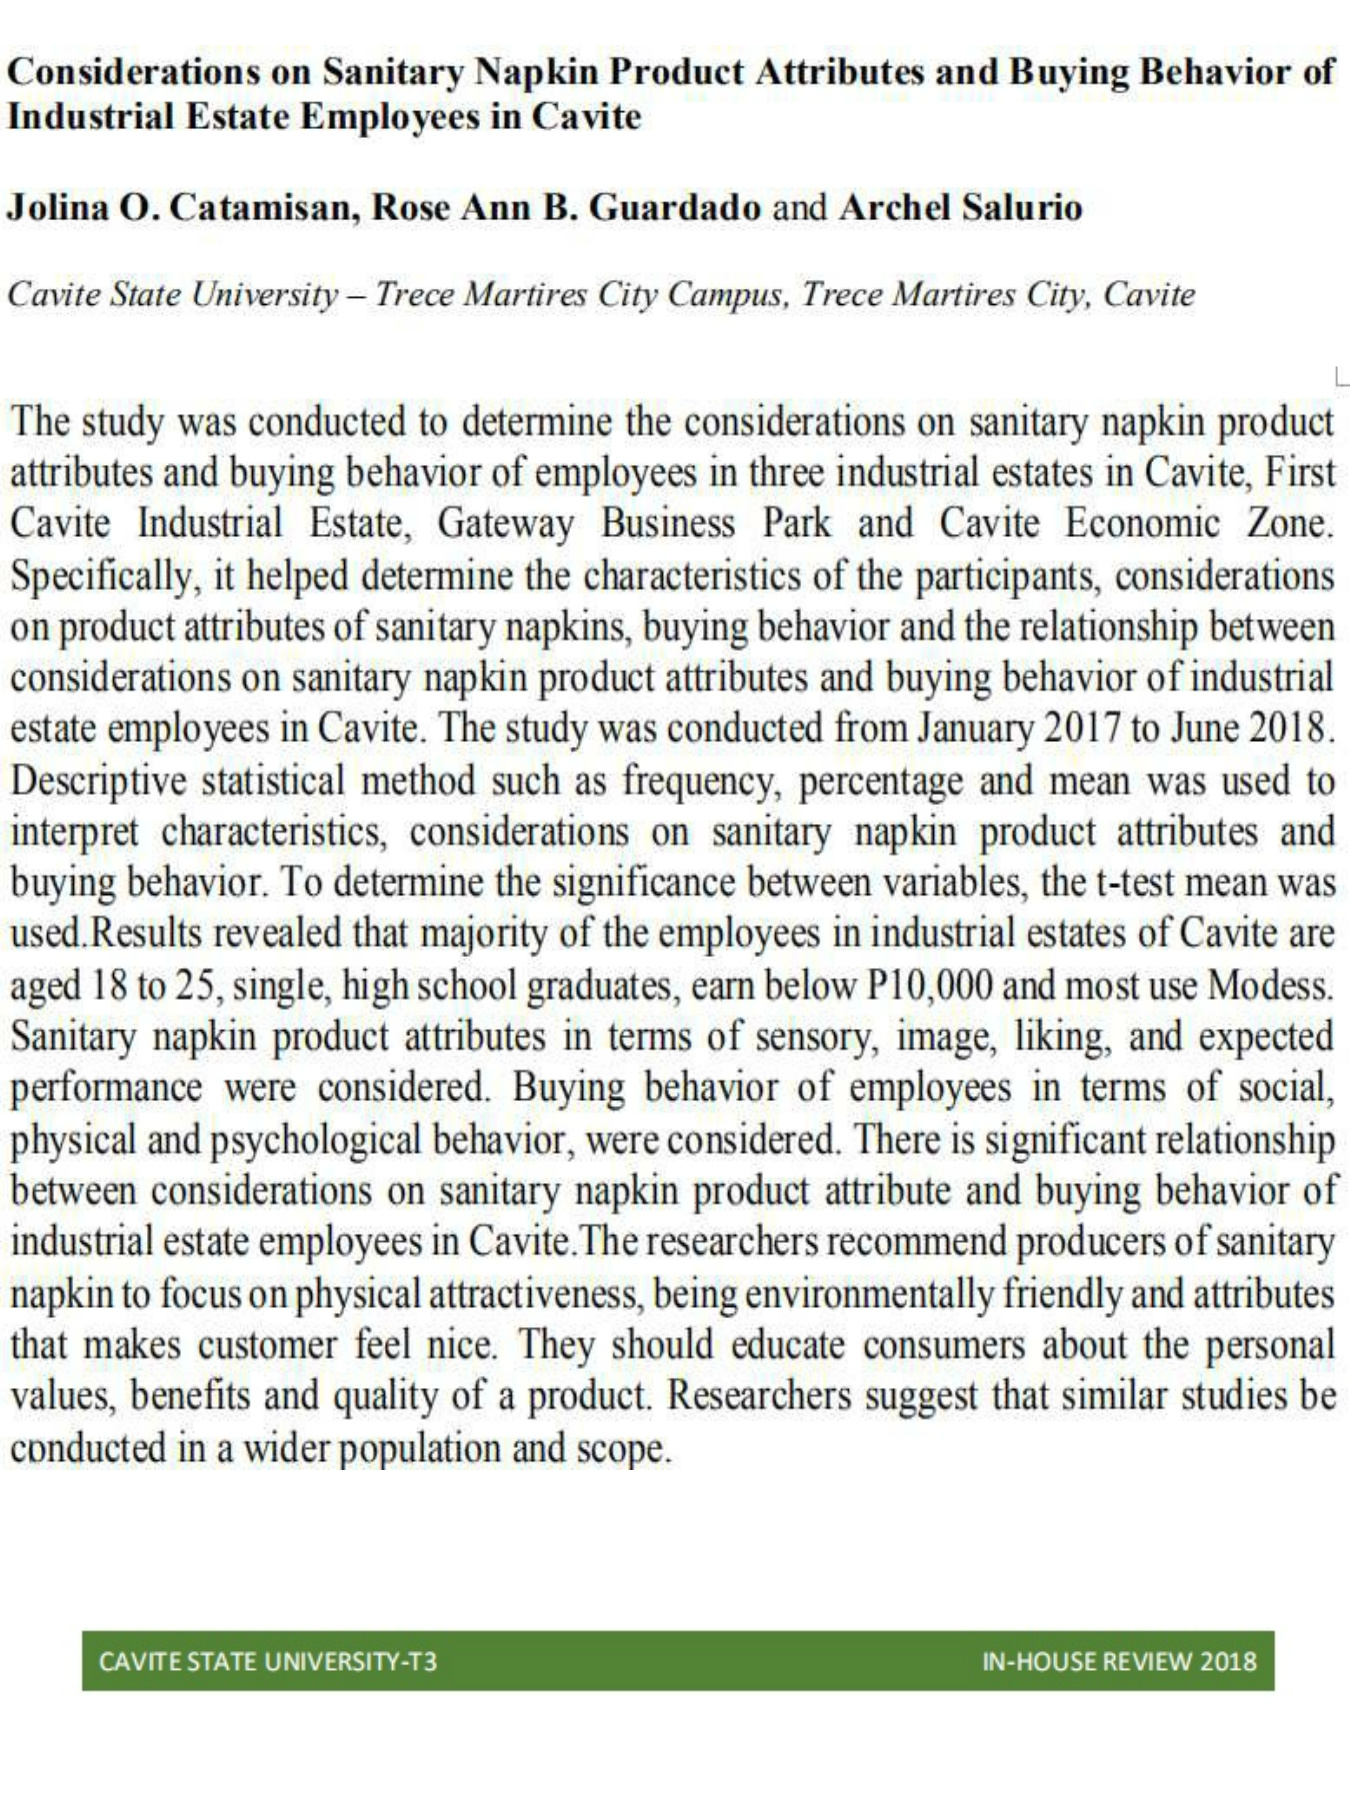 Considerations on Sanitary Napkin Product Attributes and Buying Behavior of
Industrial Estate Employees in Cavite
Jolina O. Catamisan, Rose Ann B. Guardado and Archel Salurio
Cavite State University – Trece Martires City Campus, Trece Martires City, Cavite
The study was conducted to determine the considerations on sanitary napkin product
attributes and buying behavior of employees in three industrial estates in Cavite, First
Cavite Industrial Estate, Gateway Business Park and Cavite Economic Zone.
Specifically, it helped determine the characteristics of the participants, considerations
on product attributes of sanitary napkins, buying behavior and the relationship between
considerations on sanitary napkin product attributes and buying behavior of industrial
estate employees in Cavite. The study was conducted from January 2017 to June 2018.
Descriptive statistical method such as frequency, percentage and mean was used to
interpret characteristics, considerations on sanitary napkin product attributes and
buying behavior. To determine the significance between variables, the t-test mean was
used.Results revealed that majority of the employees in industrial estates of Cavite are
aged 18 to 25, single, high school graduates, earn below P10,000 and most use Modess.
Sanitary napkin product attributes in terms of sensory, image, liking, and expected
performance were considered. Buying behavior of employees in terms of social,
physical and psychological behavior, were considered. There is significant relationship
between considerations on sanitary napkin product attribute and buying behavior of
industrial estate employees in Cavite.The researchers recommend producers of sanitary
napkin to focus on physical attractiveness, being environmentally friendly and attributes
that makes customer feel nice. They should educate consumers about the personal
values, benefits and quality of a product. Researchers suggest that similar studies be
conducted in a wider population and scope.
CAVITE STATE UNIVERSITY-T3 IN-HOUSE REVIEW 2018